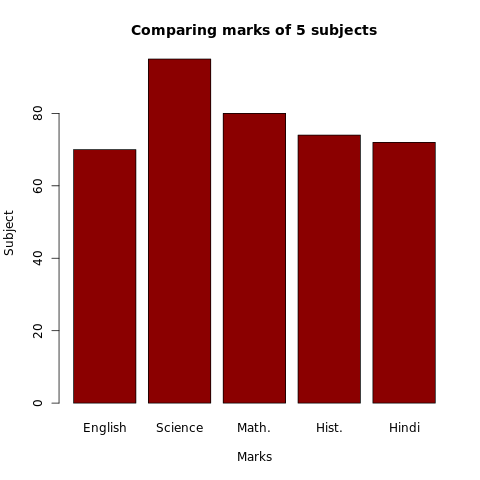 Comparing marks of 5 subjects
Subject
80
60
40
20
0
English Science Math. Hist. Hindi
Marks